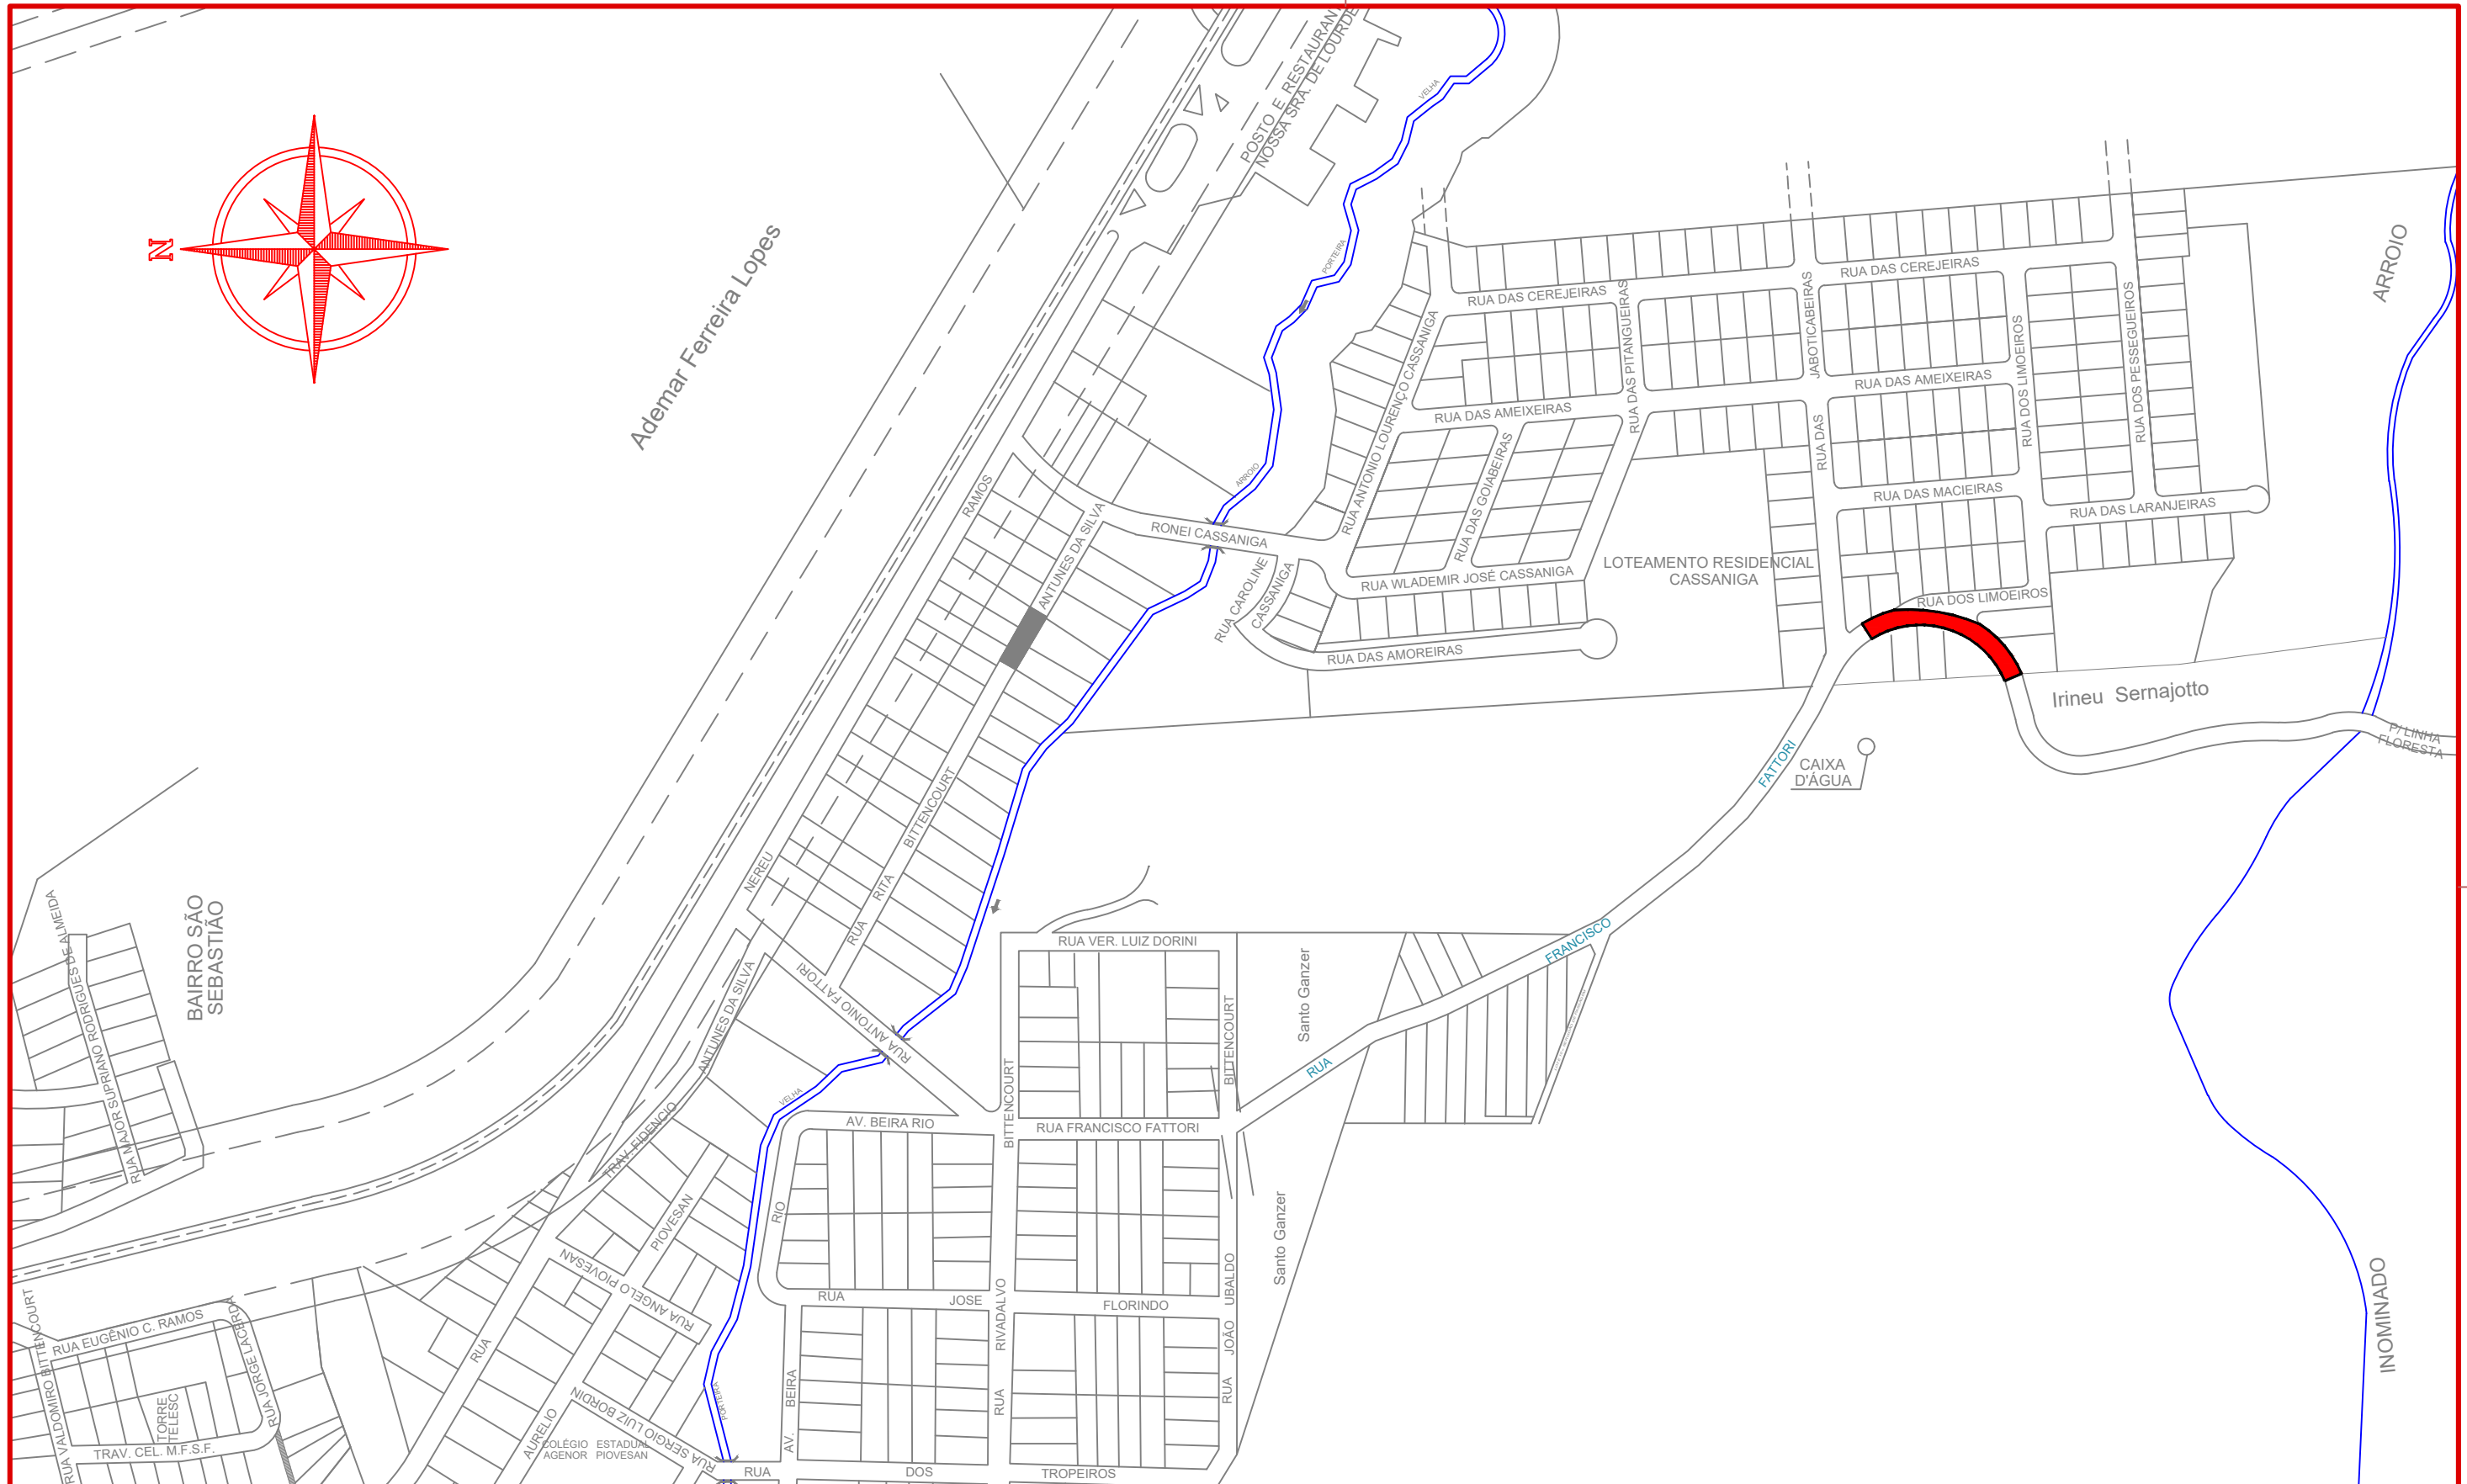 N
Ademar Ferreira Lopes
POSTO E RESTAURANT
NOSSA SRA. DE LOURDE
VELHA
PORTEIRA
ARROIO
ARROIO
RUA DAS CEREJEIRAS
RUA DAS CEREJEIRAS
RUA DAS PITANGUEIRAS
JABOTICABEIRAS
RUA DAS
RUA DOS LIMOEIROS
RUA DOS PESSEGUEIROS
RUA ANTONIO LOURENÇO CASSANIGA
RUA DAS AMEIXEIRAS
RUA DAS AMEIXEIRAS
RUA DAS GOIABEIRAS
RUA DAS MACIEIRAS
RUA DAS LARANJEIRAS
RAMOS
ANTUNES DA SILVA
RONEI CASSANIGA
RUA CAROLINE
CASSANIGA
RUA WLADEMIR JOSÉ CASSANIGA
LOTEAMENTO RESIDENCIAL
CASSANIGA
RUA DOS LIMOEIROS
RUA DAS AMOREIRAS
Irineu Sernajotto
P/ LINHA
FLORESTA
FATTORI
CAIXA
D'ÁGUA
BITTENCOURT
NEREU
RITA
RUA
BAIRRO SÃO
SEBASTIÃO
RUA MAJOR SUPRIANO RODRIGUES DE ALMEIDA
ANTUNES DA SILVA
RUA ANTONIO FATTORI
RUA VER. LUIZ DORINI
Santo Ganzer
FRANCISCO
RUA
BITTENCOURT
BITTENCOURT
VELHA
TRAV. FIDENCIO
AV. BEIRA RIO
RUA FRANCISCO FATTORI
PIOVESAN
RIO
RUA ANGELO PIOVESAN
Santo Ganzer
UBALDO
RIVADALVO
RUA
JOSE
FLORINDO
JOÃO
INOMINADO
RUA VALDOMIRO BITTENCOURT
RUA EUGÊNIO C. RAMOS
RUA JORGE LACERDA
RUA
TORRE
TELESC
TRAV. CEL. M.F.S.F.
AURELIO
RUA SERGIO LUIZ BORDIN
COLÉGIO ESTADUAL
AGENOR PIOVESAN
PORTEIRA
BEIRA
AV.
RUA
RUA
RUA
DOS
TROPEIROS